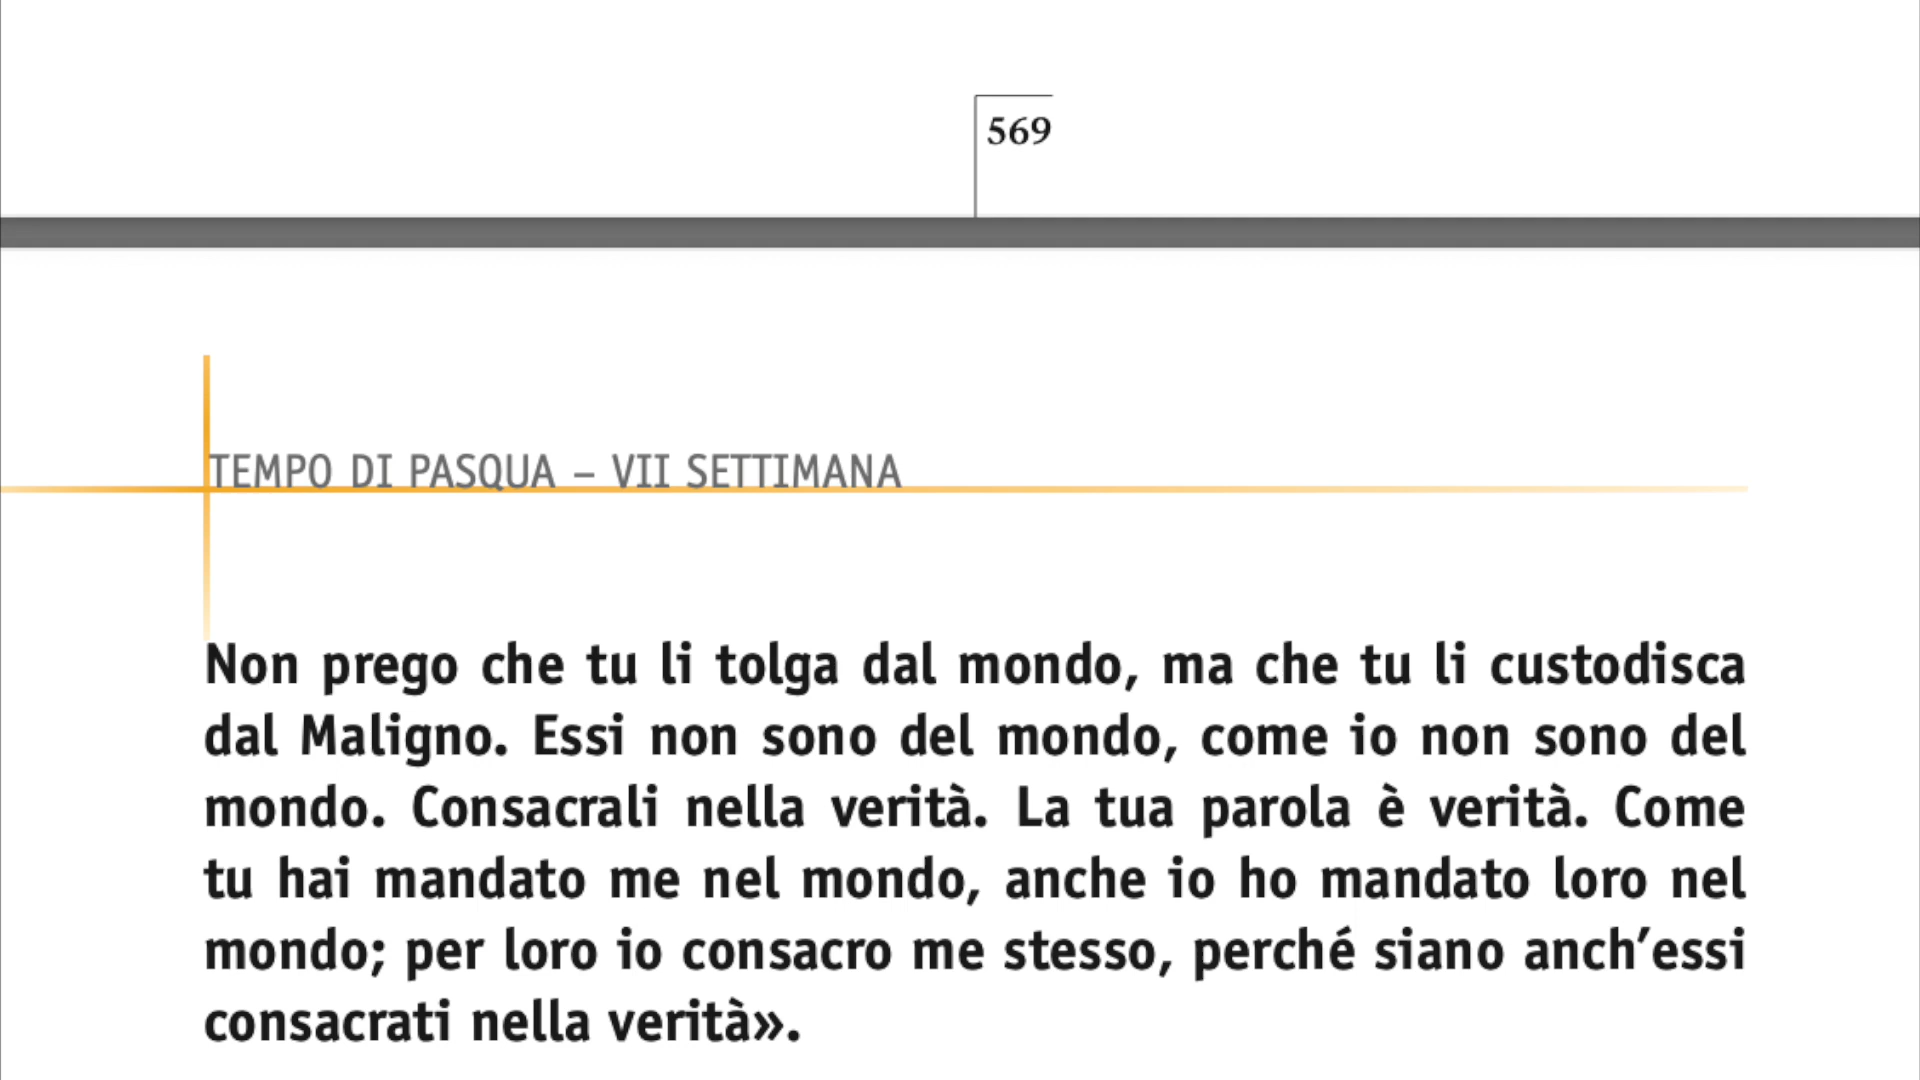 569
TEMPO DI PASQUA – VII SETTIMANA
Non prego che tu li tolga dal mondo, ma che tu li custodisca
dal Maligno. Essi non sono del mondo, come io non sono del
mondo. Consacrali nella verità. La tua parola è verità. Come
tu hai mandato me nel mondo, anche io ho mandato loro nel
mondo; per loro io consacro me stesso, perché siano anch’essi
consacrati nella verità».